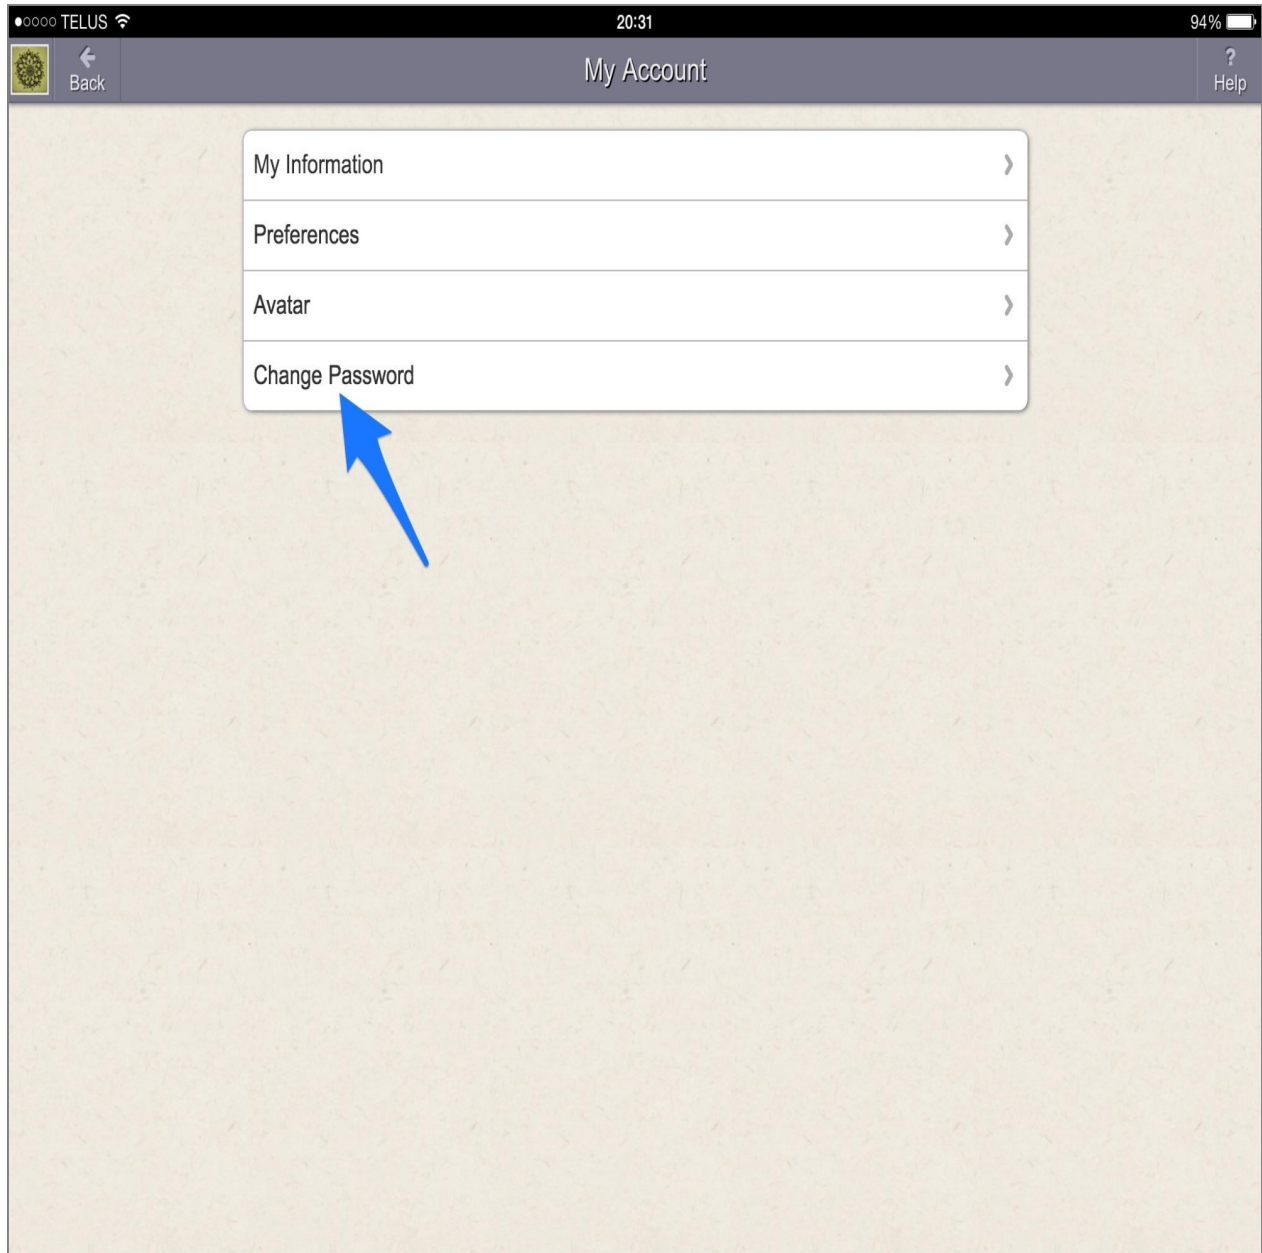 TELUS 20:31 94%
Back My Account ? Help
My Information
Preferences
Avatar
Change Password